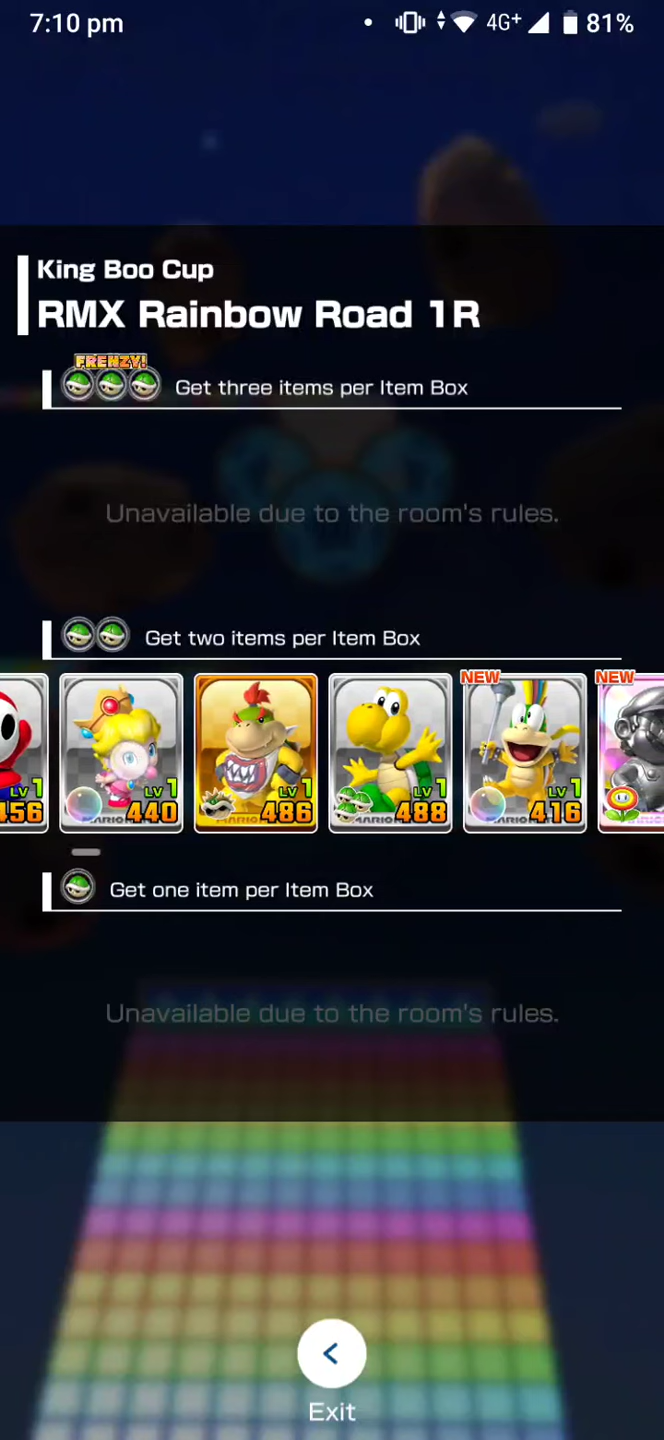 7:10 pm 4G+ 81%
King Boo Cup
RMX Rainbow Road 1R
FRENZY!
Get three items per Item Box
Unavailable due to the room's rules.
Get two items per Item Box
NEW NEW
LV 1 LV 1 LV 1 LV 1 LV 1
456 440 486 488 416
Get one item per Item Box
Unavailable due to the room's rules.
<
Exit